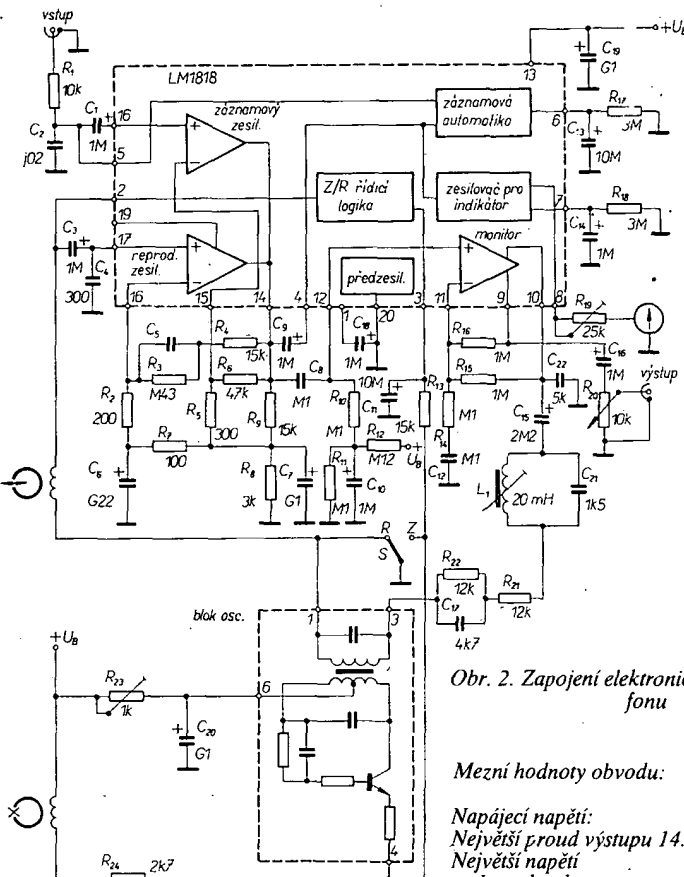 vstup
+U_B
R1
10k
C19
G1
13
LM1818
C1
16
záznamový
zesil.
1M
C2
j02
5
záznamová
automatika
6
R17
3M
C13
10M
2
Z/R řídicí
logika
zesilovač pro
indikátor
7
R18
3M
C14
1M
19
C3
17
1M
C4
300
reprod.
zesil.
monitor
předzesil.
16
15
14
4
12
1
20
3
11
9
10
8
R19
25k
C5
R4
15k
C9
1M
C18
1M
R16
1M
C16
1M
výstup
R3
M43
R6
4,7k
C8
M1
10M
R13
R15
1M
C22
5k
R20
10k
R2
200
R5
300
R9
15k
R10
M1
C11
15k
M1
C15
2M2
R7
100
R12
M12
U_B
R14
M1
C12
C6
G22
R8
3k
C7
G1
R11
M1
C10
1M
L1
20 mH
C21
1k5
R
Z
S
R22
12k
R21
12k
C17
4k7
blok osc.
1
3
+U_B
R23
1k
6
C20
G1
4
R24
2k7
Obr. 2. Zapojení elektronic
fonu
Mezní hodnoty obvodu:
Napájecí napětí:
Největší proud výstupu 14.
Největší napětí